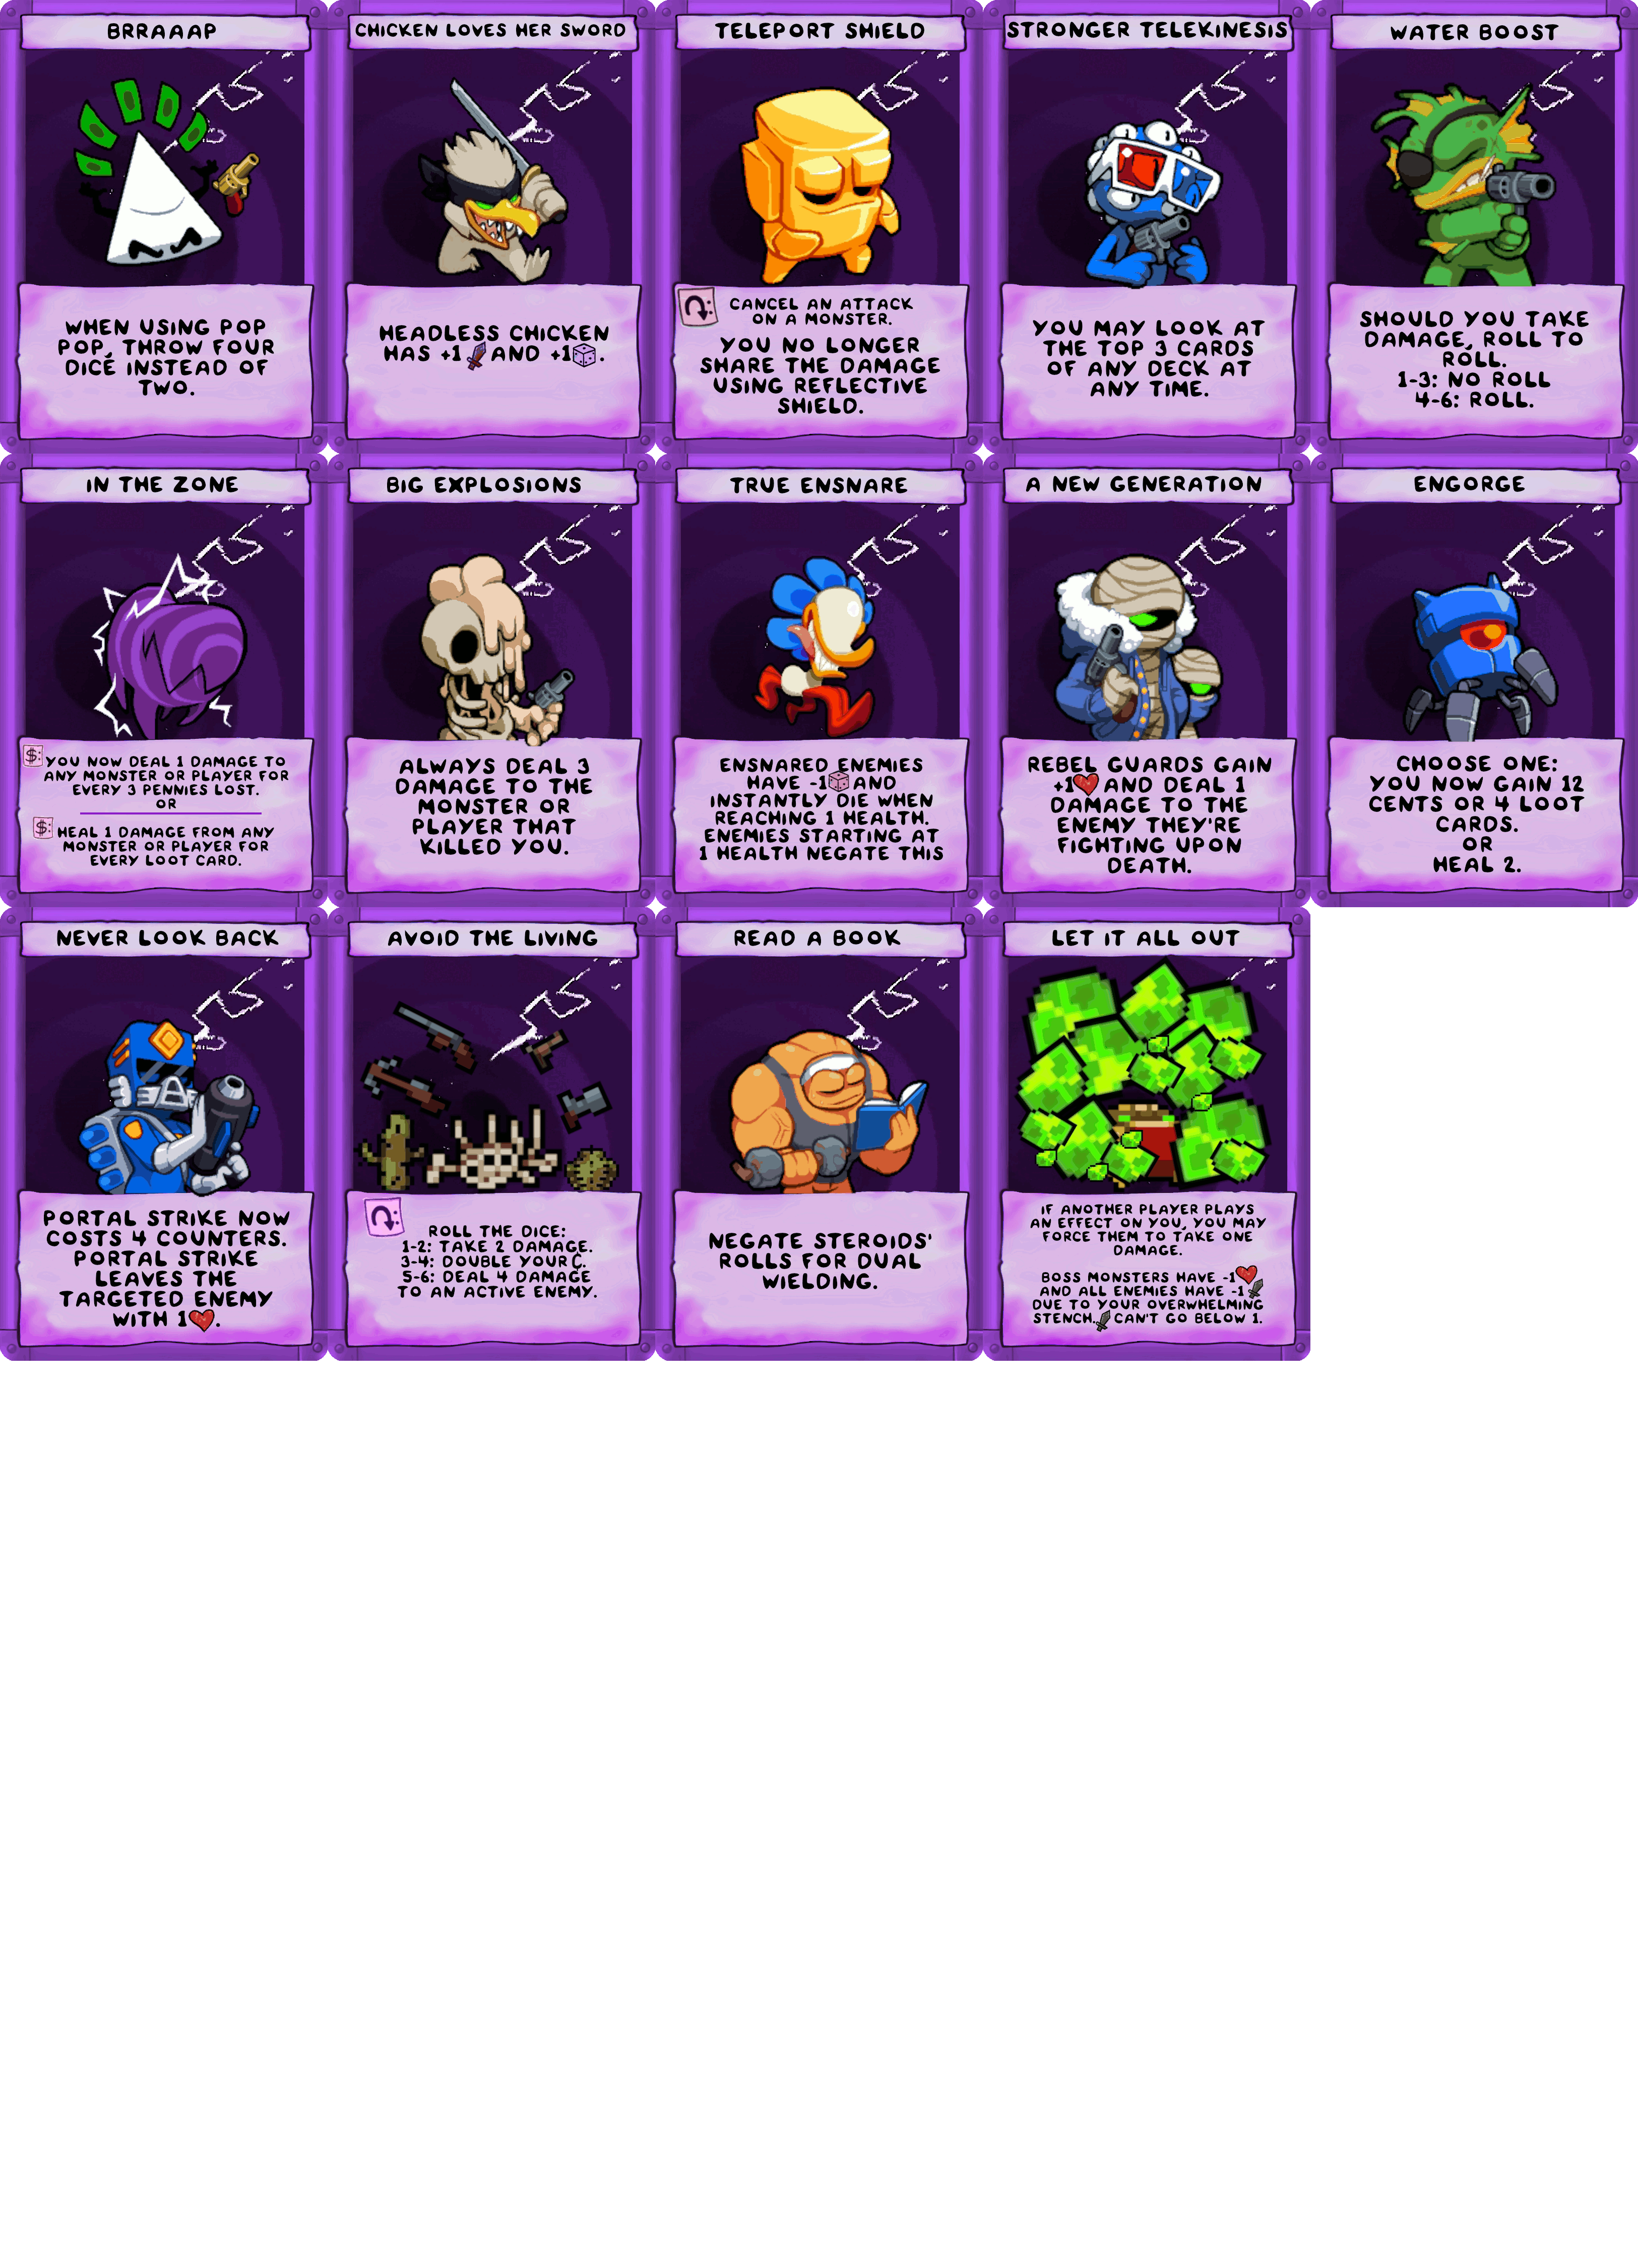 BRRAAAP
WHEN USING POP
POP, THROW FOUR
DICE INSTEAD OF
TWO.
CHICKEN LOVES HER SWORD
HEADLESS CHICKEN
HAS +1 AND +1.
TELEPORT SHIELD
CANCEL AN ATTACK
ON A MONSTER.
YOU NO LONGER
SHARE THE DAMAGE
USING REFLECTIVE
SHIELD.
STRONGER TELEKINESIS
YOU MAY LOOK AT
THE TOP 3 CARDS
OF ANY DECK AT
ANY TIME.
WATER BOOST
SHOULD YOU TAKE
DAMAGE, ROLL TO
ROLL.
1-3: NO ROLL
4-6: ROLL.
IN THE ZONE
$: YOU NOW DEAL 1 DAMAGE TO
ANY MONSTER OR PLAYER FOR
EVERY 3 PENNIES LOST.
OR
$: HEAL 1 DAMAGE FROM ANY
MONSTER OR PLAYER FOR
EVERY LOOT CARD.
BIG EXPLOSIONS
ALWAYS DEAL 3
DAMAGE TO THE
MONSTER OR
PLAYER THAT
KILLED YOU.
TRUE ENSNARE
ENSNARED ENEMIES
HAVE -1 AND
INSTANTLY DIE WHEN
REACHING 1 HEALTH.
ENEMIES STARTING AT
1 HEALTH NEGATE THIS
A NEW GENERATION
REBEL GUARDS GAIN
+1 AND DEAL 1
DAMAGE TO THE
ENEMY THEY'RE
FIGHTING UPON
DEATH.
ENGORGE
CHOOSE ONE:
YOU NOW GAIN 12
CENTS OR 4 LOOT
CARDS.
OR
HEAL 2.
NEVER LOOK BACK
PORTAL STRIKE NOW
COSTS 4 COUNTERS.
PORTAL STRIKE
LEAVES THE
TARGETED ENEMY
WITH 1.
AVOID THE LIVING
ROLL THE DICE:
1-2: TAKE 2 DAMAGE.
3-4: DOUBLE YOUR ¢.
5-6: DEAL 4 DAMAGE
TO AN ACTIVE ENEMY.
READ A BOOK
NEGATE STEROIDS'
ROLLS FOR DUAL
WIELDING.
LET IT ALL OUT
IF ANOTHER PLAYER PLAYS
AN EFFECT ON YOU, YOU MAY
FORCE THEM TO TAKE ONE
DAMAGE.
BOSS MONSTERS HAVE -1
AND ALL ENEMIES HAVE -1
DUE TO YOUR OVERWHELMING
STENCH. CAN'T GO BELOW 1.